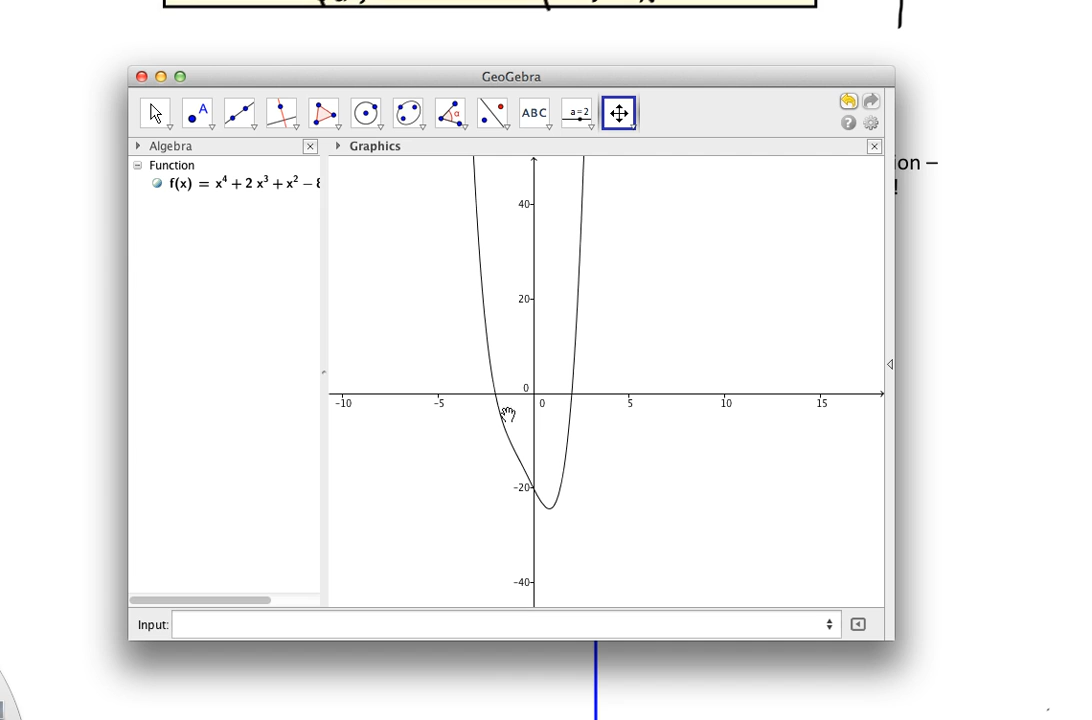 GeoGebra
ABC
a=2
Algebra
Graphics
ion –
Function
f(x) = x⁴ + 2 x³ + x² − 8
!
40
20
0
-10
-5
0
5
10
15
-20
-40
Input: